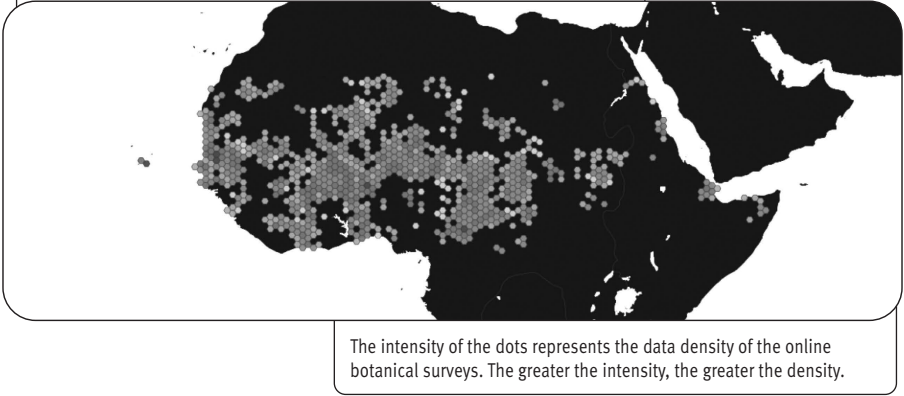 The intensity of the dots represents the data density of the online
botanical surveys. The greater the intensity, the greater the density.